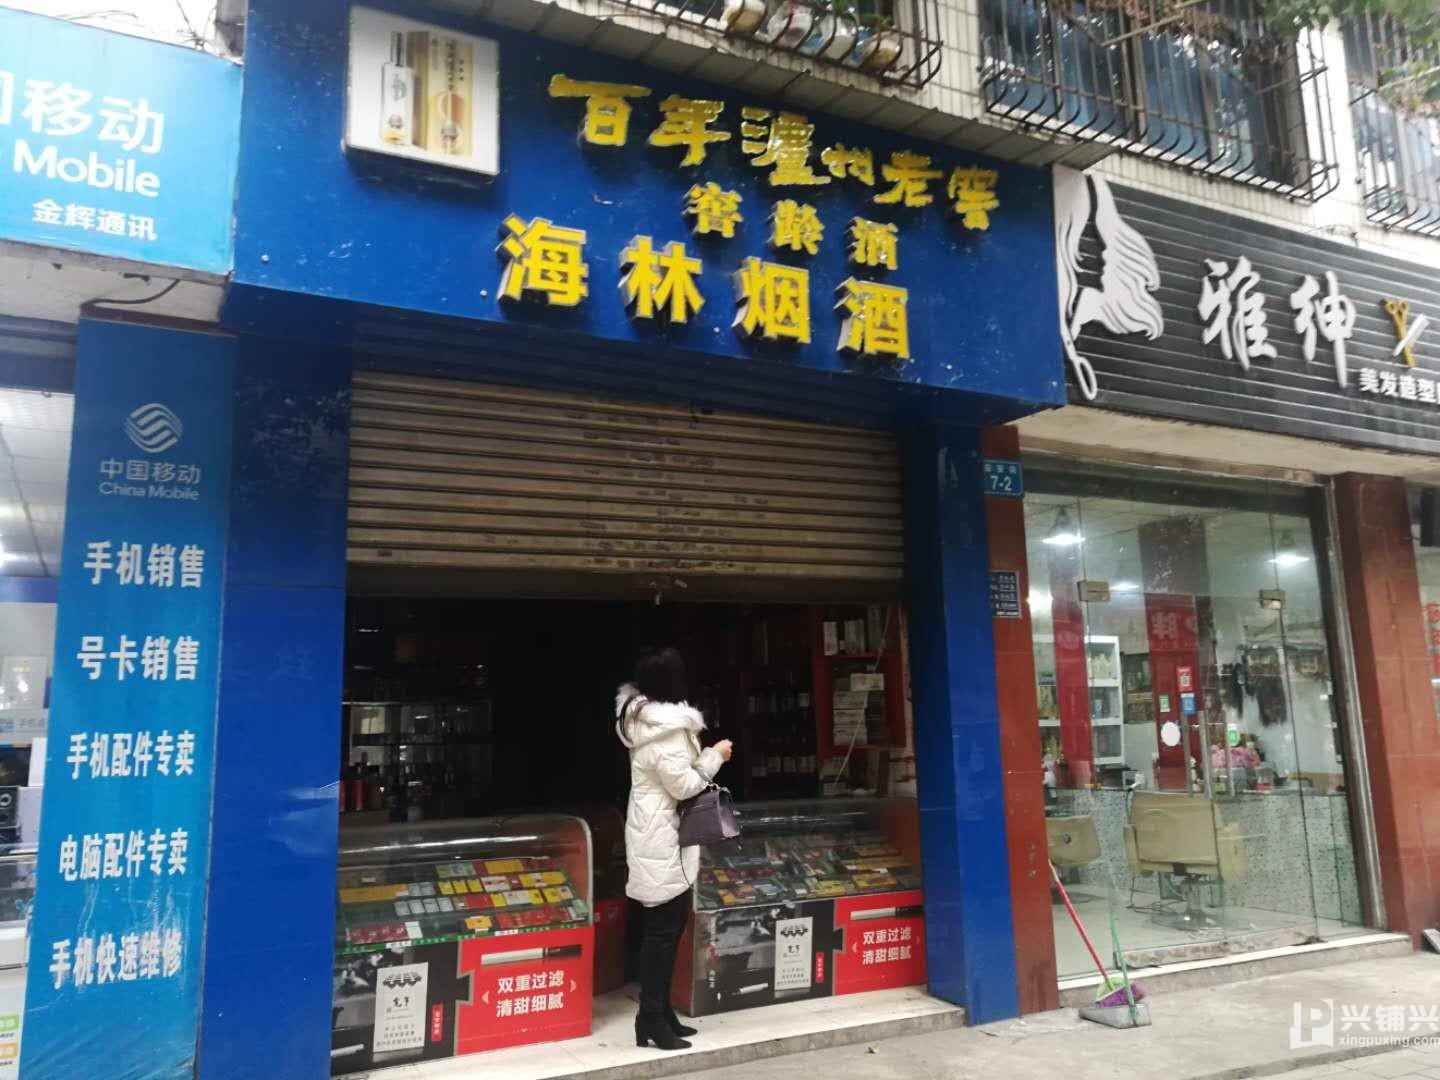 移动
Mobile
金辉通讯
中国移动
China Mobile
手机销售
号卡销售
手机配件专卖
电脑配件专卖
手机快速维修
百年泸州老窖
窖龄酒
海林烟酒
雅绅
美发造型
7-2
双重过滤
清甜细腻
双重过滤
清甜细腻
兴铺兴
xingpuxing.com